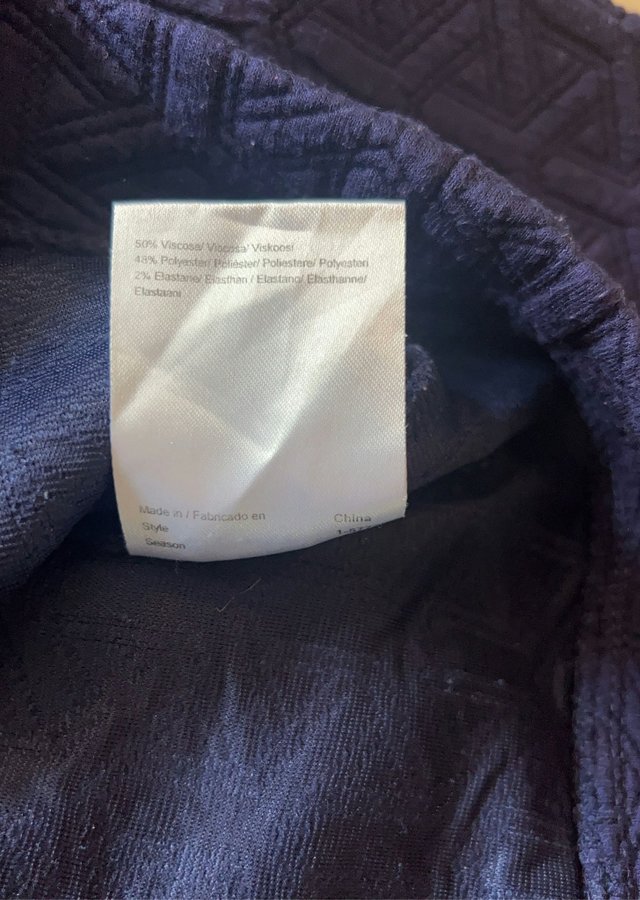 50% Viscose/ Viscosa/ Viskoosi
48% Polyester/ Poliéster/ Poliestere/ Polyesteri
2% Elastane/ Elasthan / Elastano/ Elasthanne/
Elastaani
Made in / Fabricado en China
Style
Season